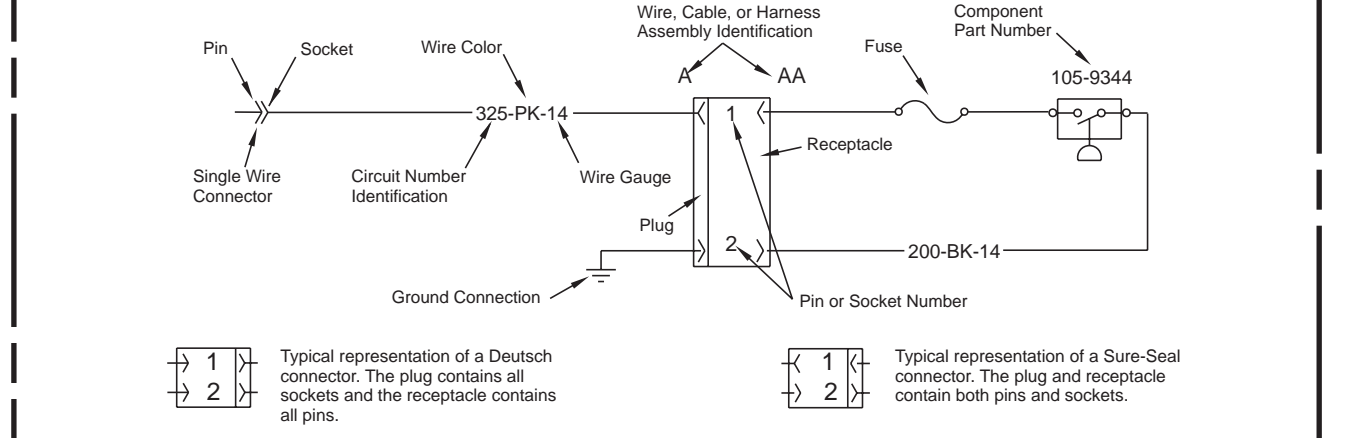 Wire, Cable, or Harness
Assembly Identification
Component
Part Number
Pin
Socket
Wire Color
Fuse
A
AA
105-9344
325-PK-14
1
Receptacle
Single Wire
Connector
Circuit Number
Identification
Wire Gauge
Plug
2
200-BK-14
Ground Connection
Pin or Socket Number
1
2
Typical representation of a Deutsch
connector. The plug contains all
sockets and the receptacle contains
all pins.
1
2
Typical representation of a Sure-Seal
connector. The plug and receptacle
contain both pins and sockets.